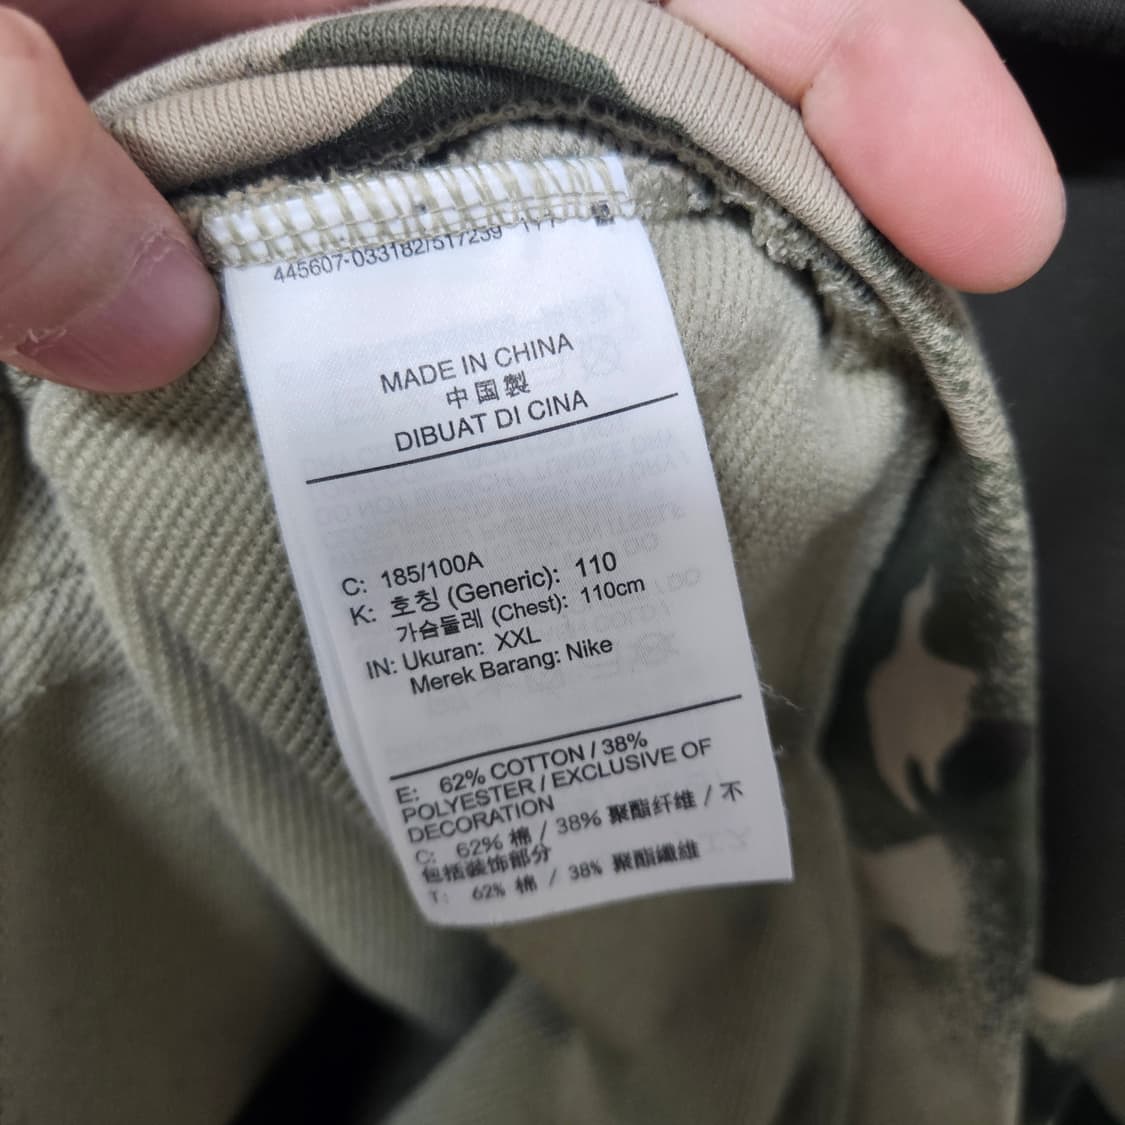 445607-033182/517239
MADE IN CHINA
中国製
DIBUAT DI CINA
C: 185/100A
K: 호칭 (Generic): 110
가슴둘레 (Chest): 110cm
IN: Ukuran: XXL
Merek Barang: Nike
E: 62% COTTON / 38%
POLYESTER / EXCLUSIVE OF
DECORATION
C: 62% 棉 / 38% 聚酯纤维 / 不
包括装饰部分
T: 62% 棉 / 38% 聚酯纖維